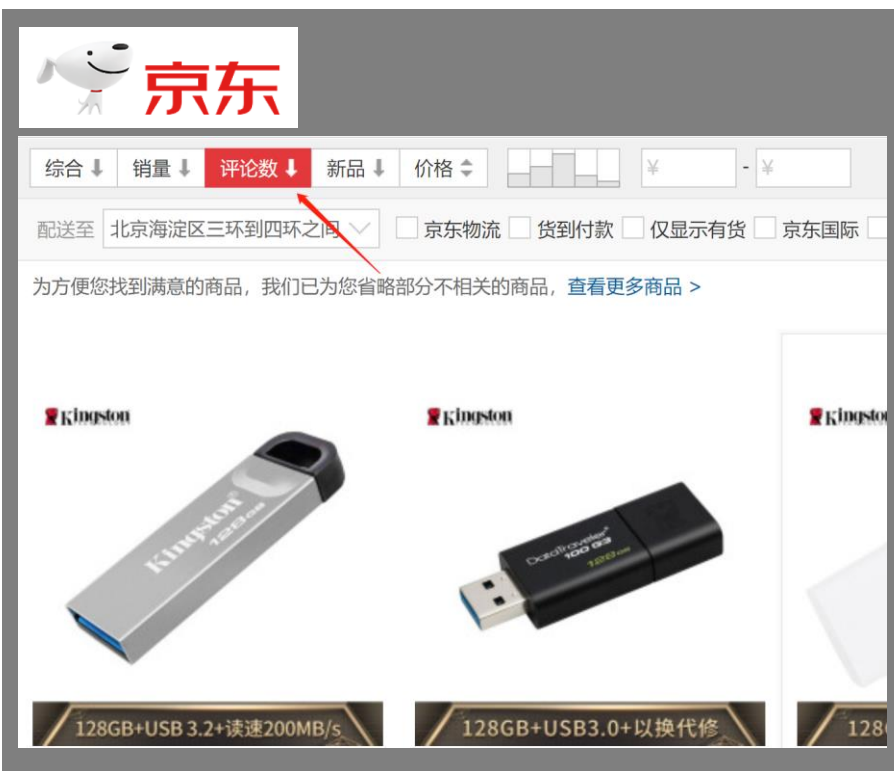 京东
综合 销量 评论数 新品 价格 ¥ - ¥
配送至 北京海淀区三环到四环之间 京东物流 货到付款 仅显示有货 京东国际
为方便您找到满意的商品，我们已为您省略部分不相关的商品，查看更多商品 >
Kingston
Kingston
Kingsto
Kingston
128GB
DataTraveler
100 G3
128GB
128GB+USB 3.2+读速200MB/s
128GB+USB3.0+以换代修
128